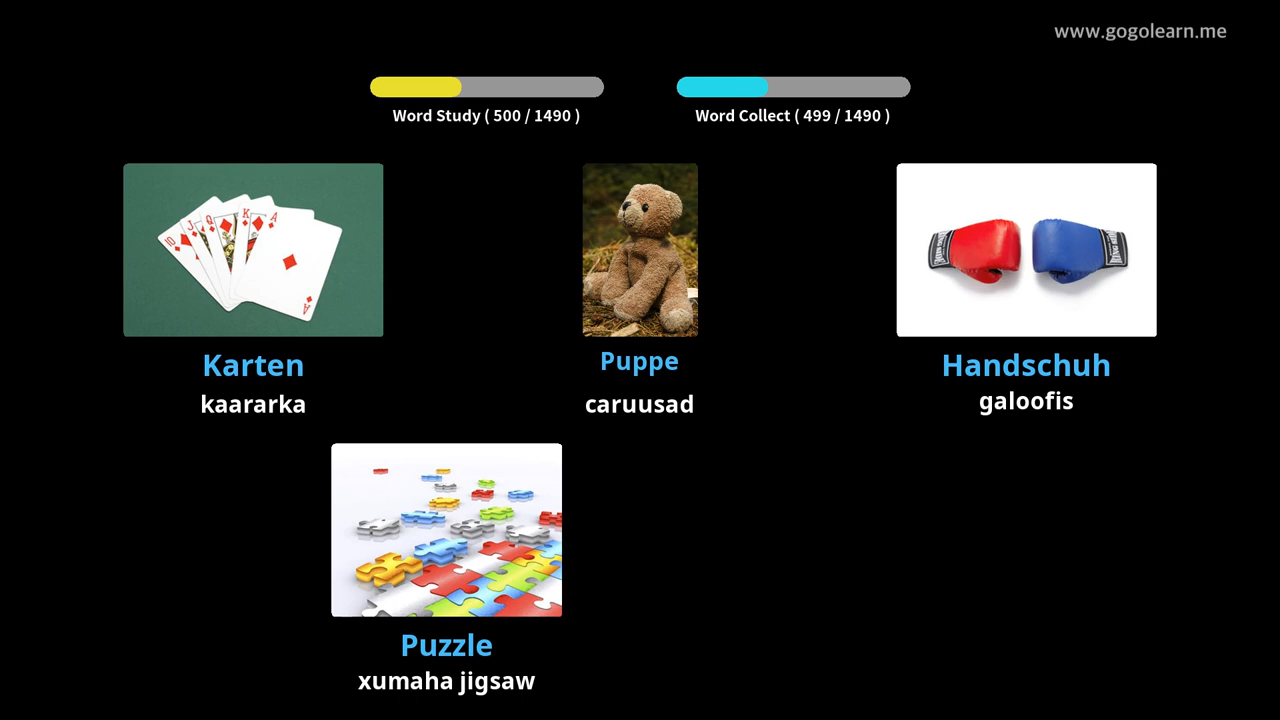 www.gogolearn.me
Word Study ( 500 / 1490 )
Word Collect ( 499 / 1490 )
10 J Q K A
A
Karten
Puppe
Handschuh
kaararka
caruusad
galoofis
Puzzle
xumaha jigsaw